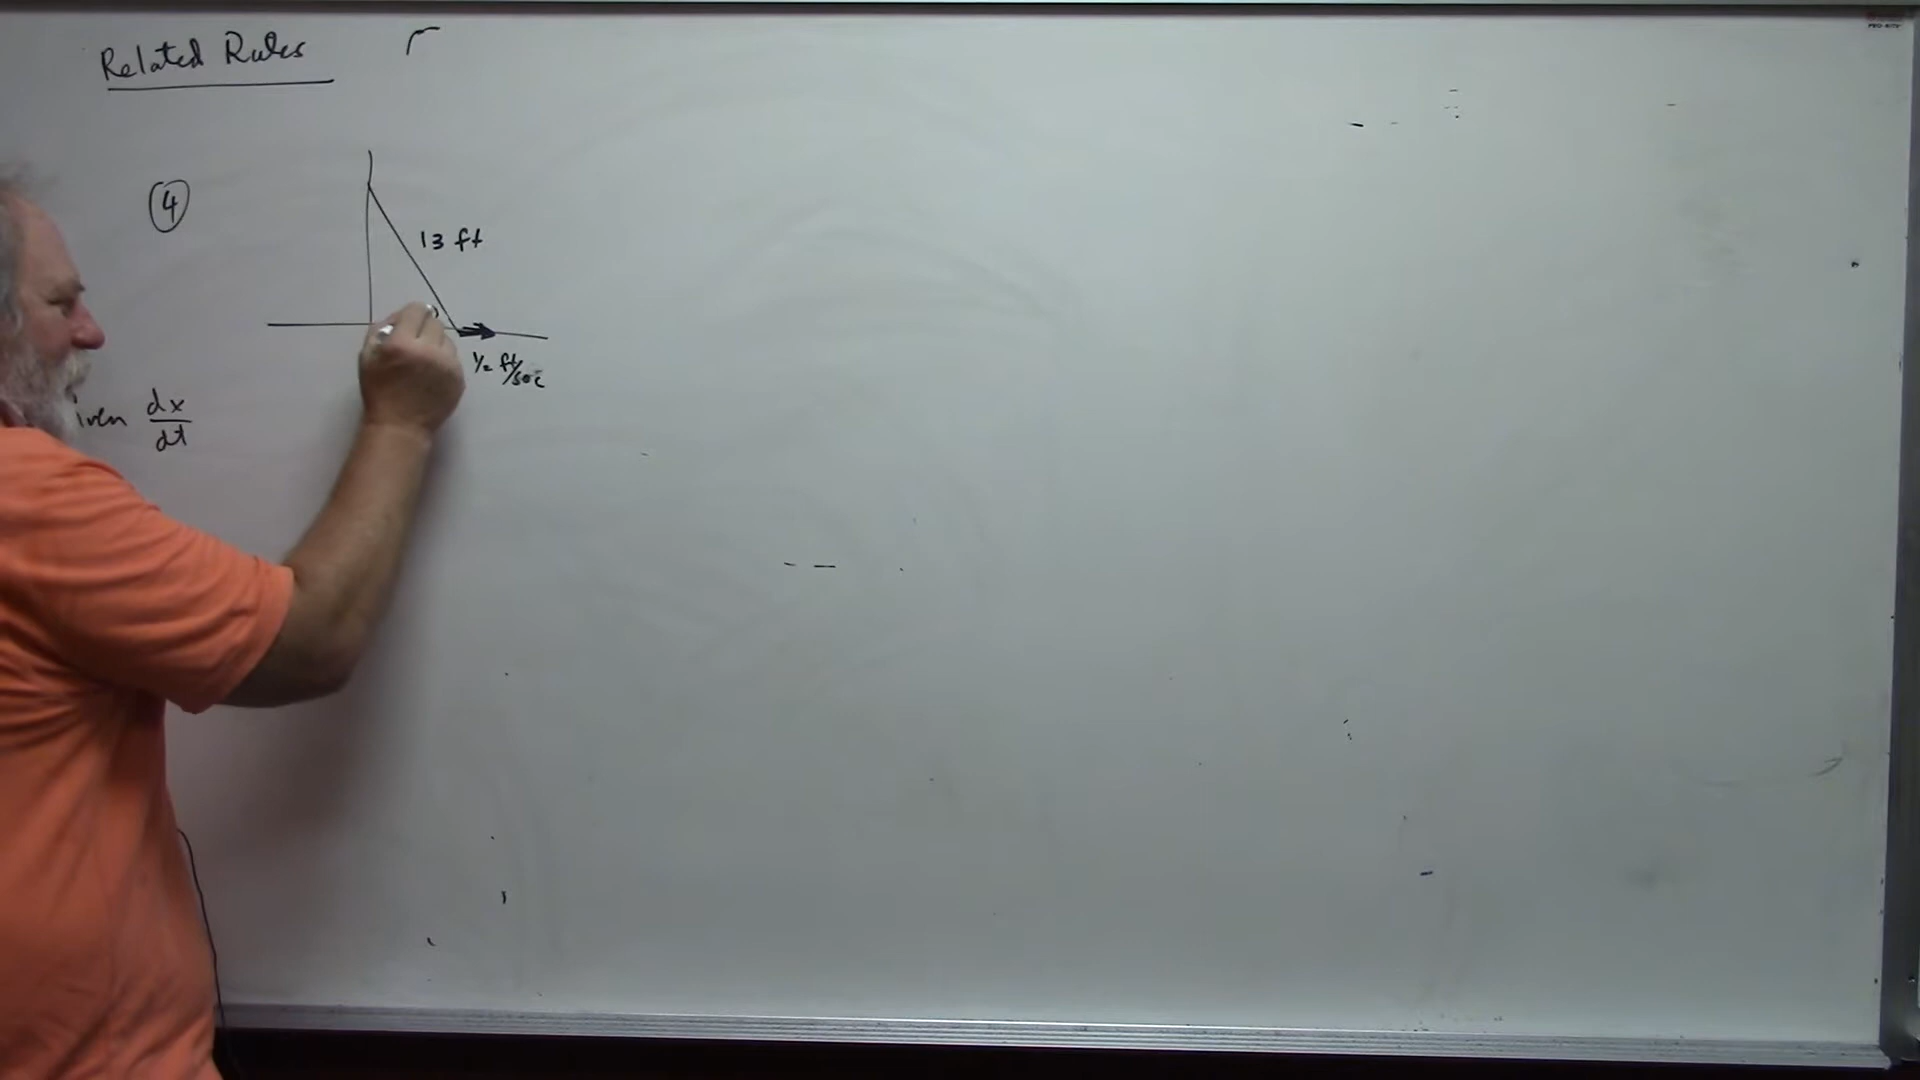 Related Rates
④
13 ft
1/2 ft/sec
iven dx/dt